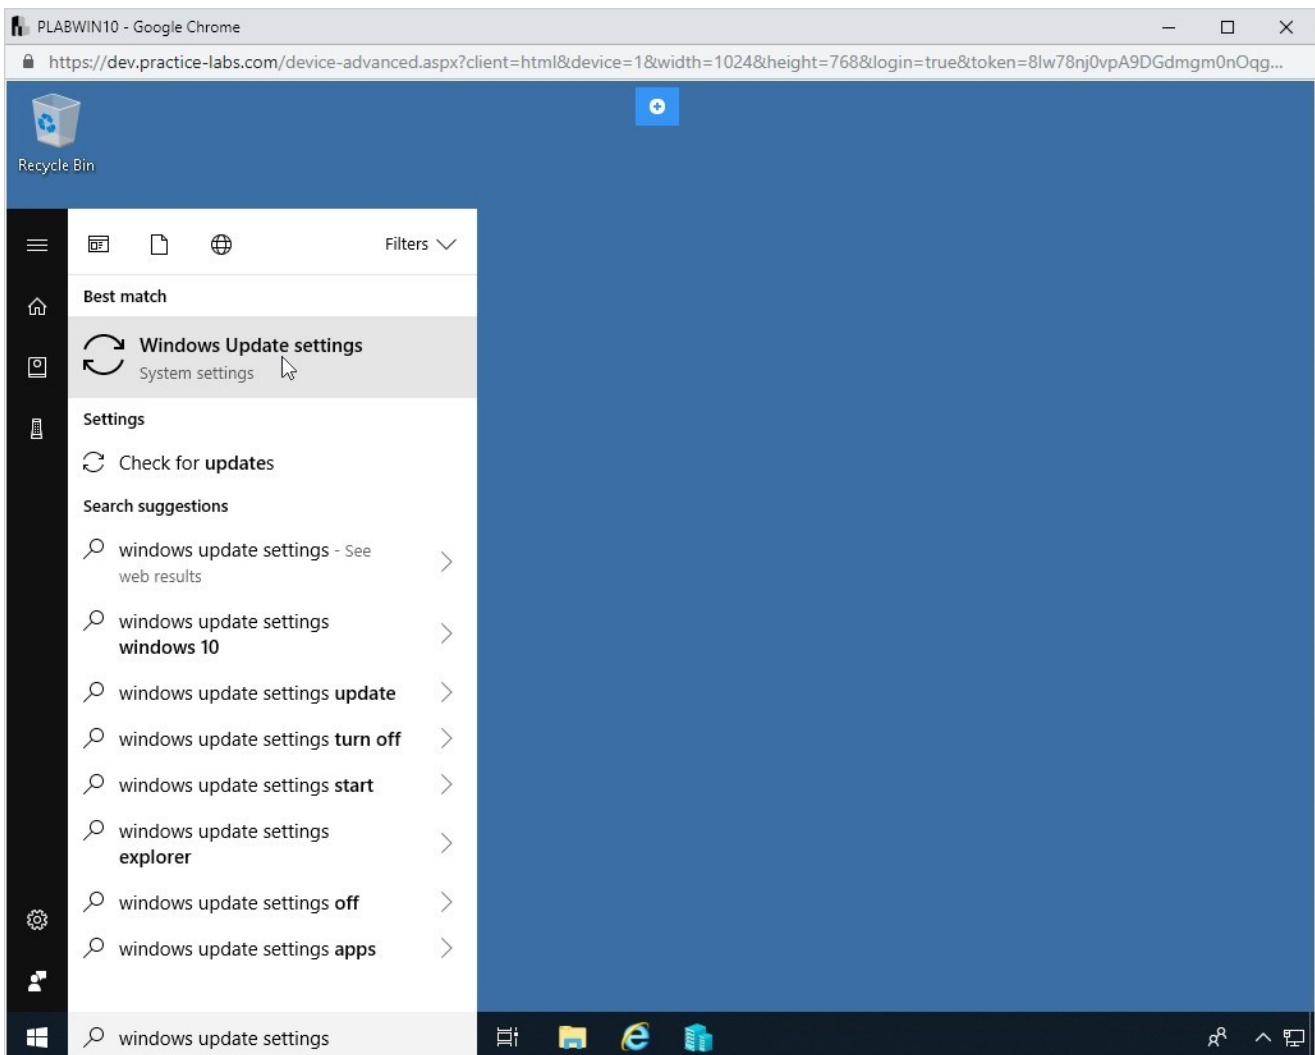 PLABWIN10 - Google Chrome
https://dev.practice-labs.com/device-advanced.aspx?client=html&device=1&width=1024&height=768&login=true&token=8lw78nj0vpA9DGdmgm0nOqg...
Recycle Bin
Filters
Best match
Windows Update settings
System settings
Settings
Check for updates
Search suggestions
windows update settings - See
web results
windows update settings
windows 10
windows update settings update
windows update settings turn off
windows update settings start
windows update settings
explorer
windows update settings off
windows update settings apps
windows update settings